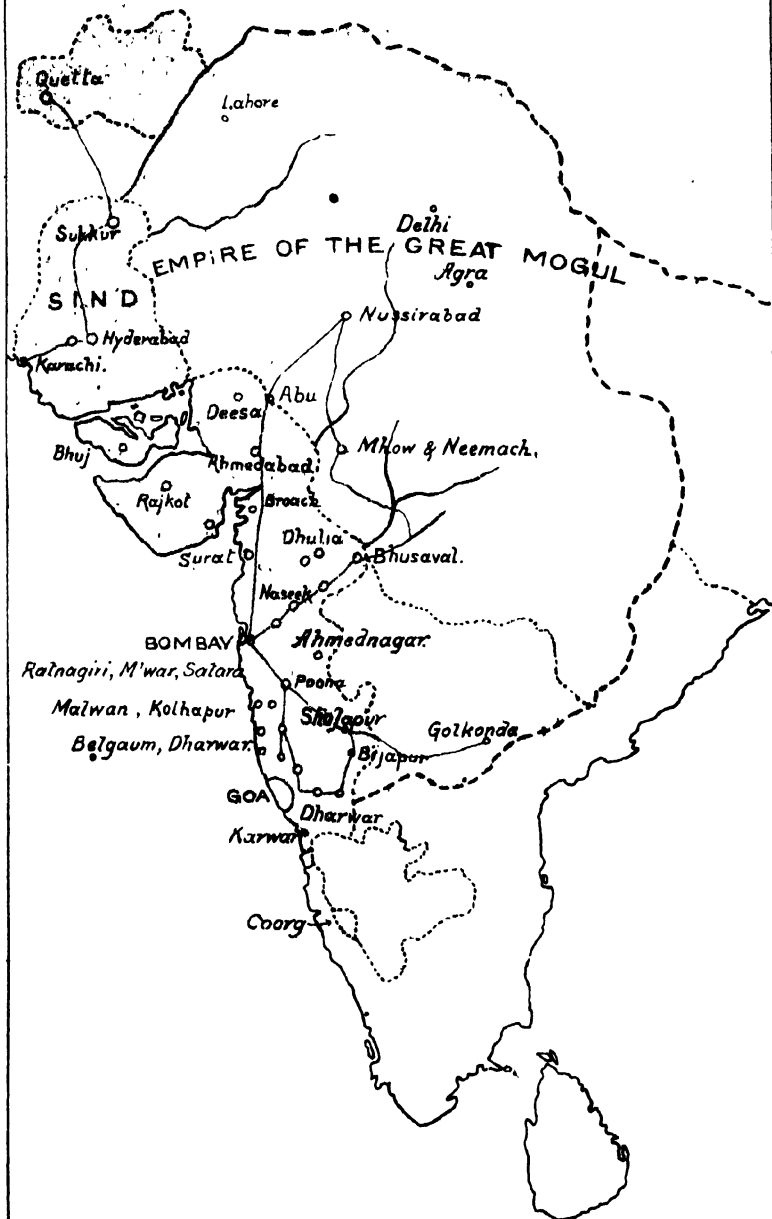 Quetta
Lahore
Sukkur
Delhi
EMPIRE OF THE GREAT MOGUL
Agra
SIND
Nussirabad
Hyderabad
Karachi.
Abu
Deesa
Bhuj
Mhow & Neemach.
Ahmedabad.
Rajkot
Broach
Dhulia
Surat
Bhusaval.
Naseek
BOMBAY
Ahmednagar.
Ratnagiri, M'war, Satara
Poona
Malwan, Kolhapur
Sholapur
Golkonda
Belgaum, Dharwar.
Bijapur
GOA
Dharwar
Karwar
Coorg